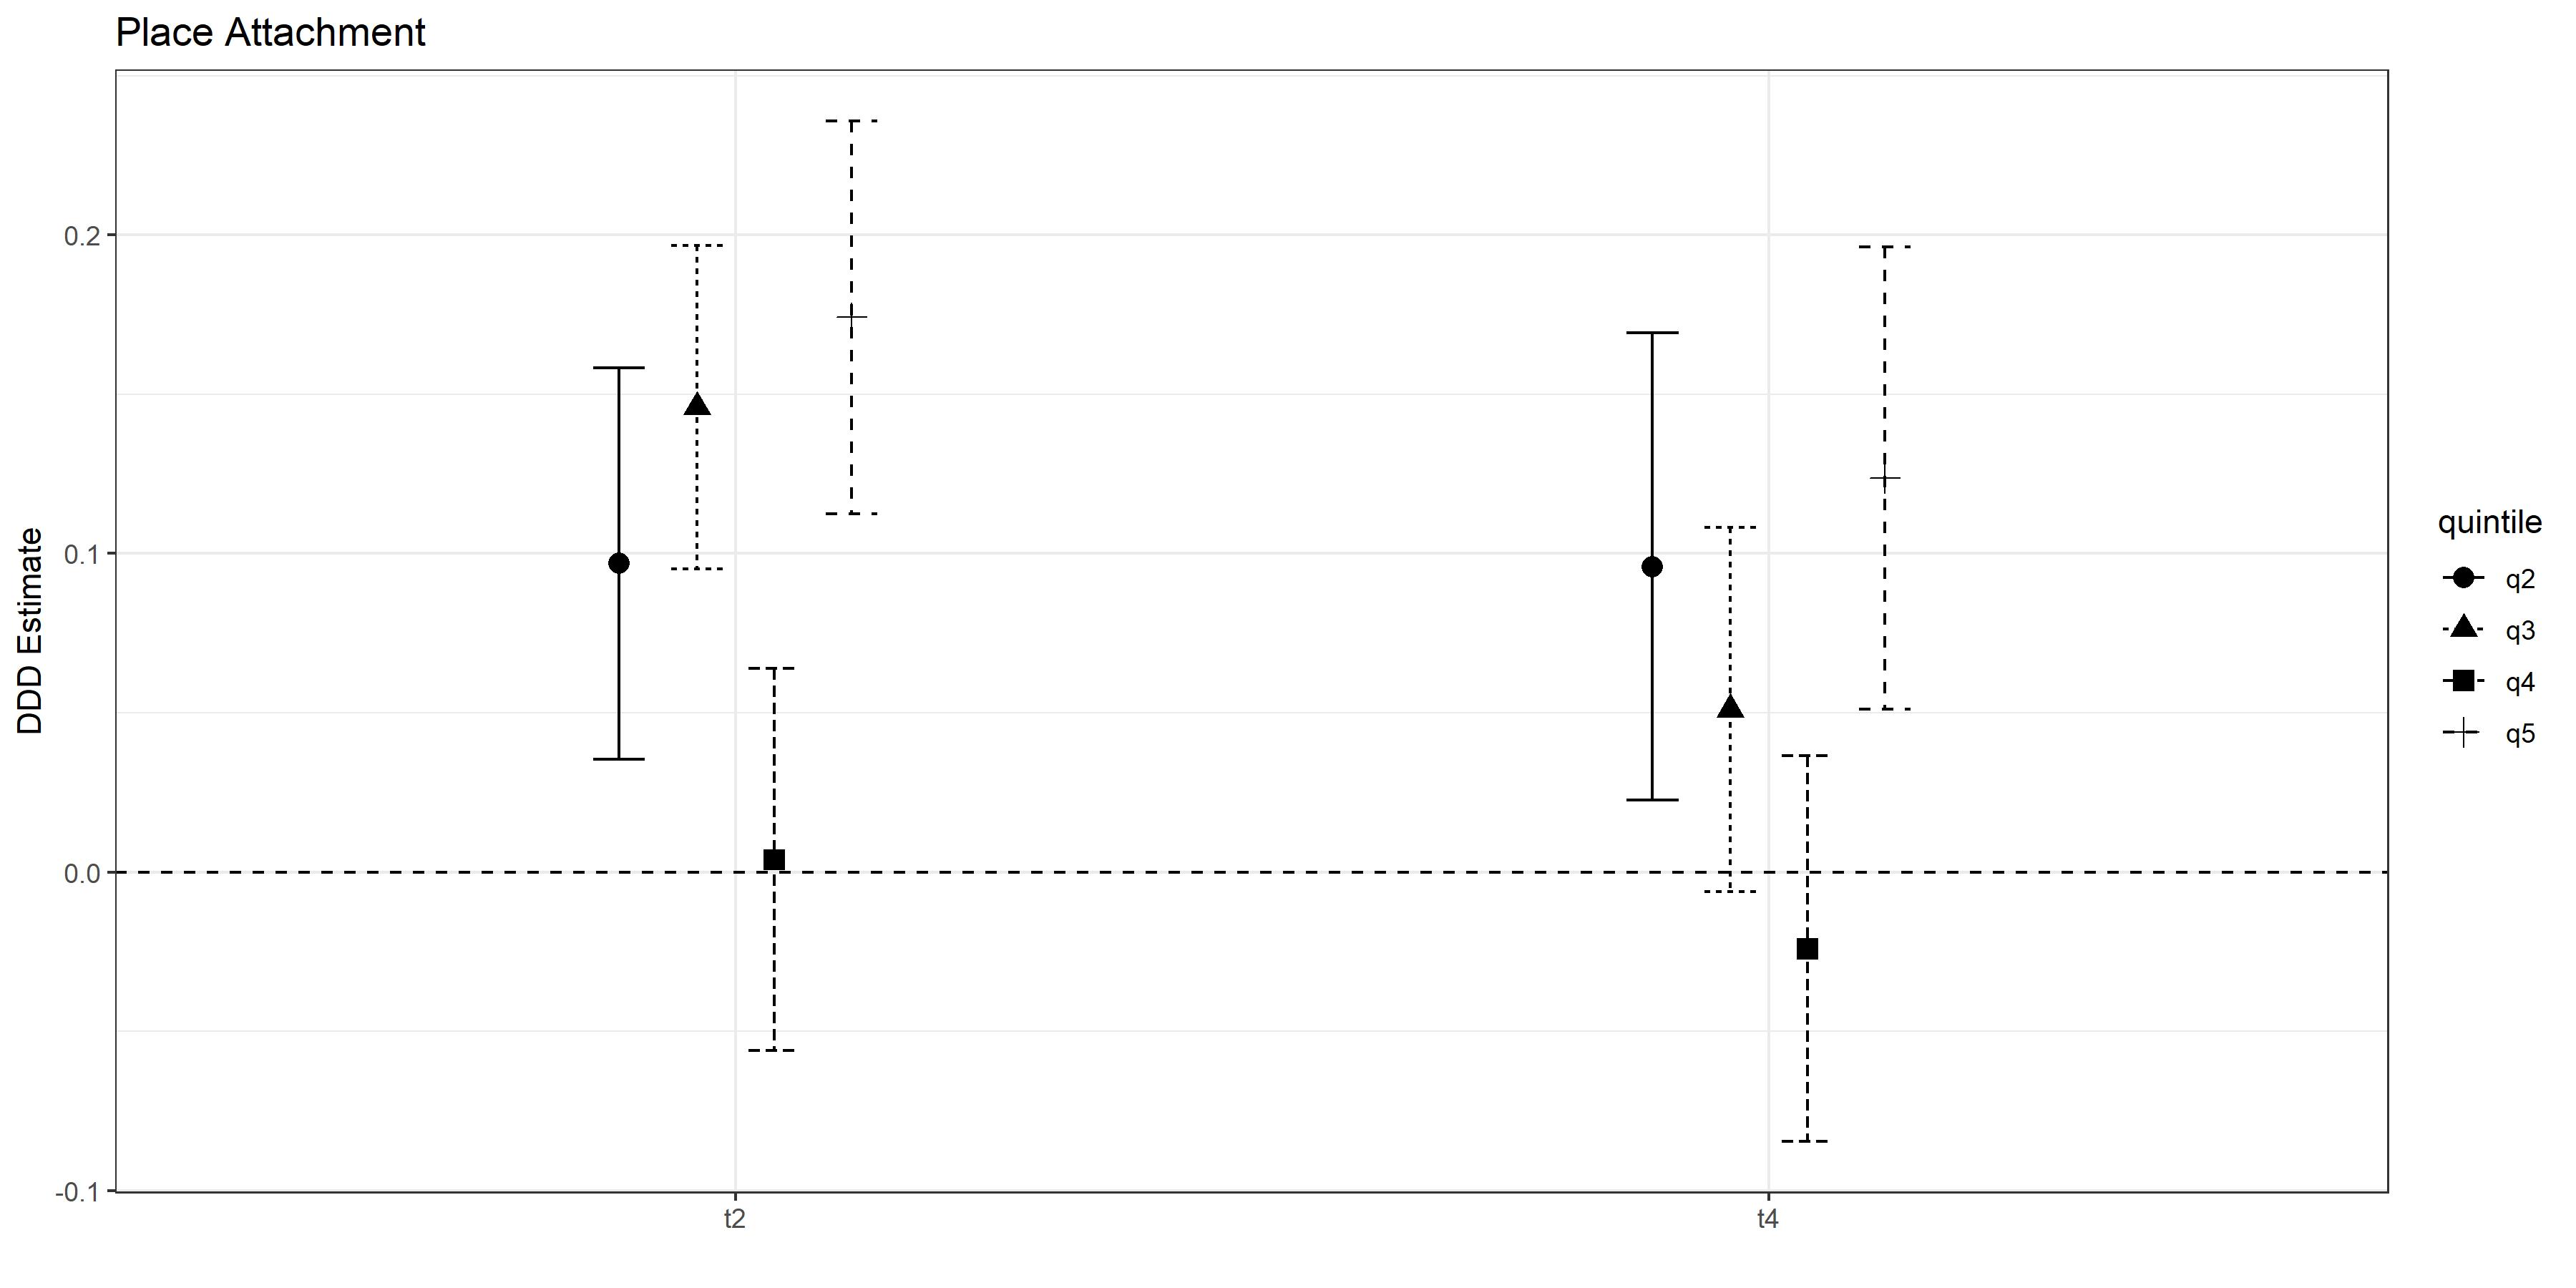 Place Attachment
DDD Estimate
0.2
0.1
0.0
-0.1
t2
t4
quintile
q2
q3
q4
q5